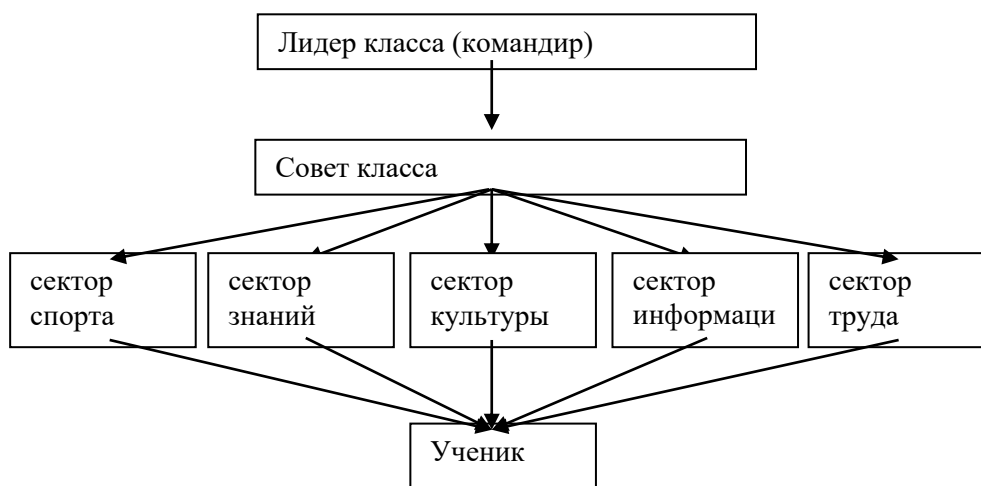 Лидер класса (командир)
Совет класса
сектор
спорта
сектор
знаний
сектор
культуры
сектор
информаци
сектор
труда
Ученик